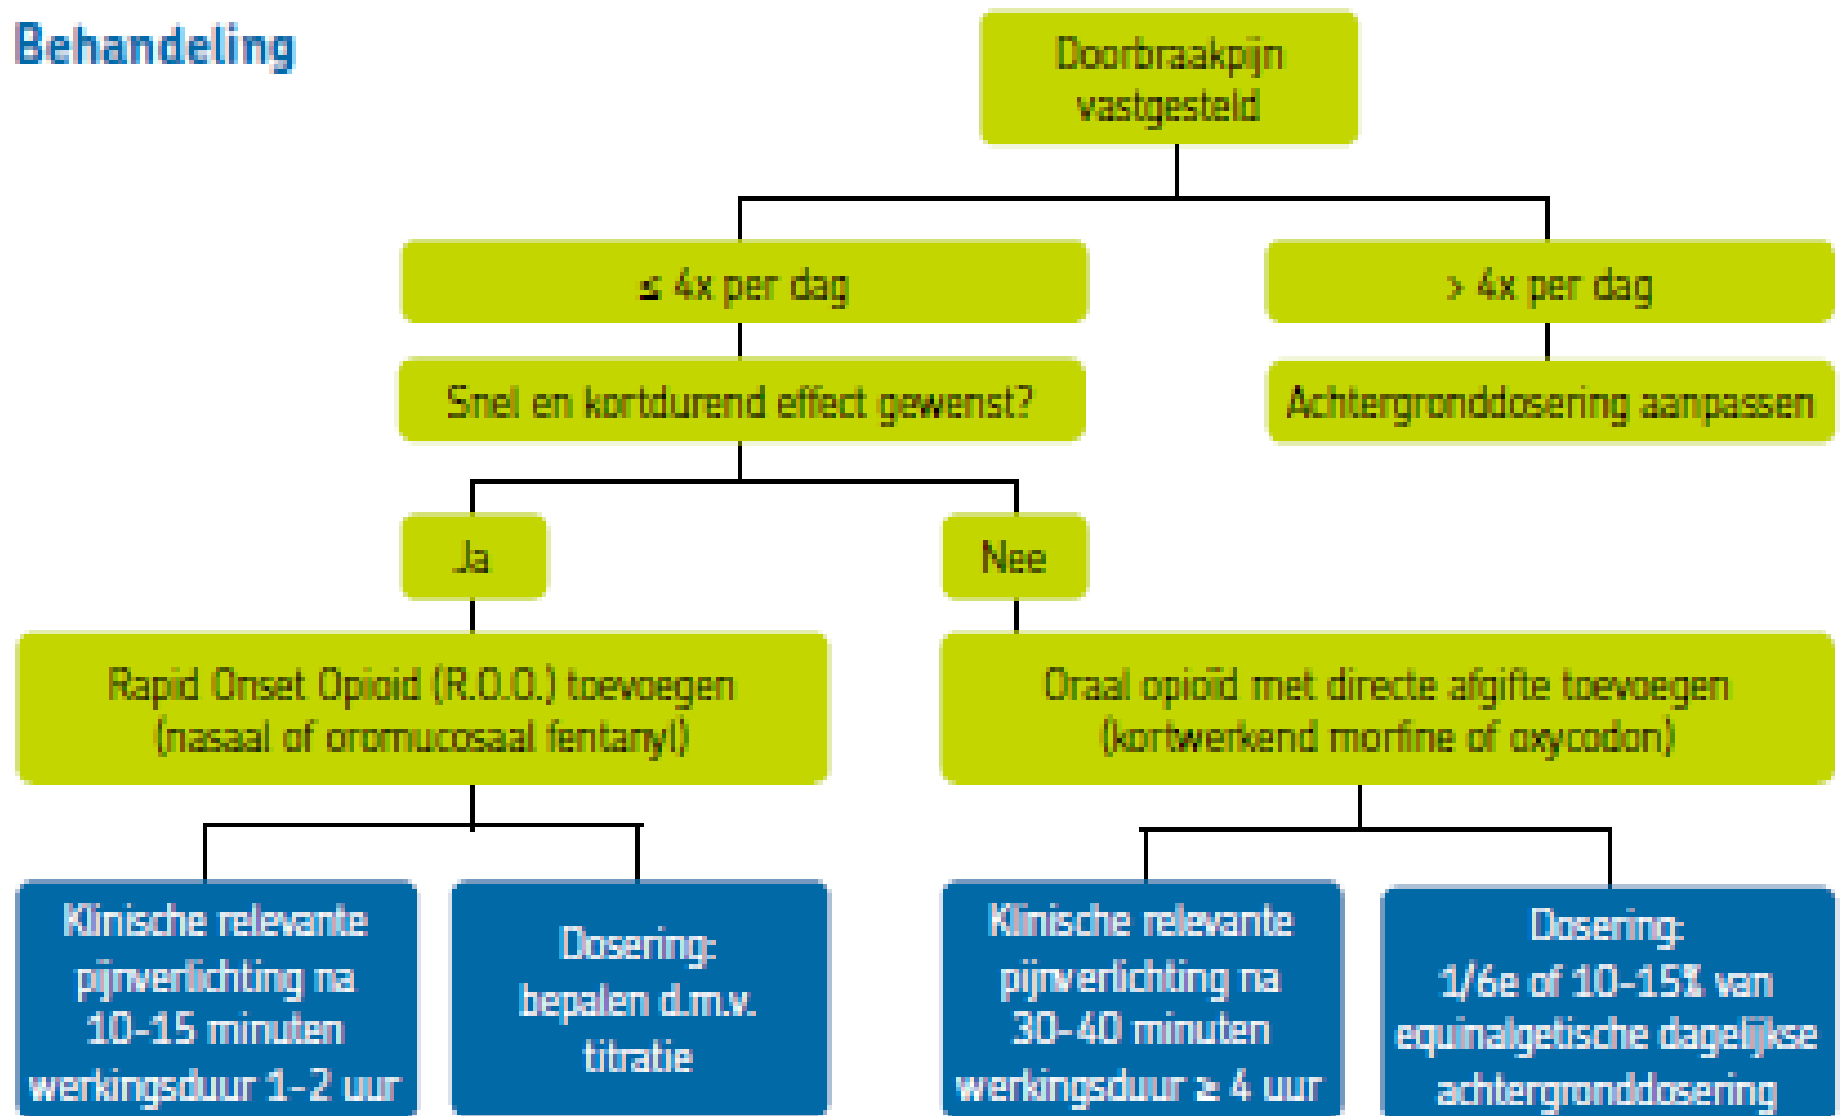 Behandeling
Doorbraakpijn
vastgesteld
≤ 4x per dag
> 4x per dag
Snel en kortdurend effect gewenst?
Achtergronddosering aanpassen
Ja
Nee
Rapid Onset Opioid (R.O.O.) toevoegen
(nasaal of oromucosaal fentanyl)
Oraal opioïd met directe afgifte toevoegen
(kortwerkend morfine of oxycodon)
Klinische relevante
pijnverlichting na
10-15 minuten
werkingsduur 1-2 uur
Dosering:
bepalen d.m.v.
titratie
Klinische relevante
pijnverlichting na
30-40 minuten
werkingsduur ≥ 4 uur
Dosering:
1/6e of 10-15% van
equinalgetische dagelijkse
achtergronddosering